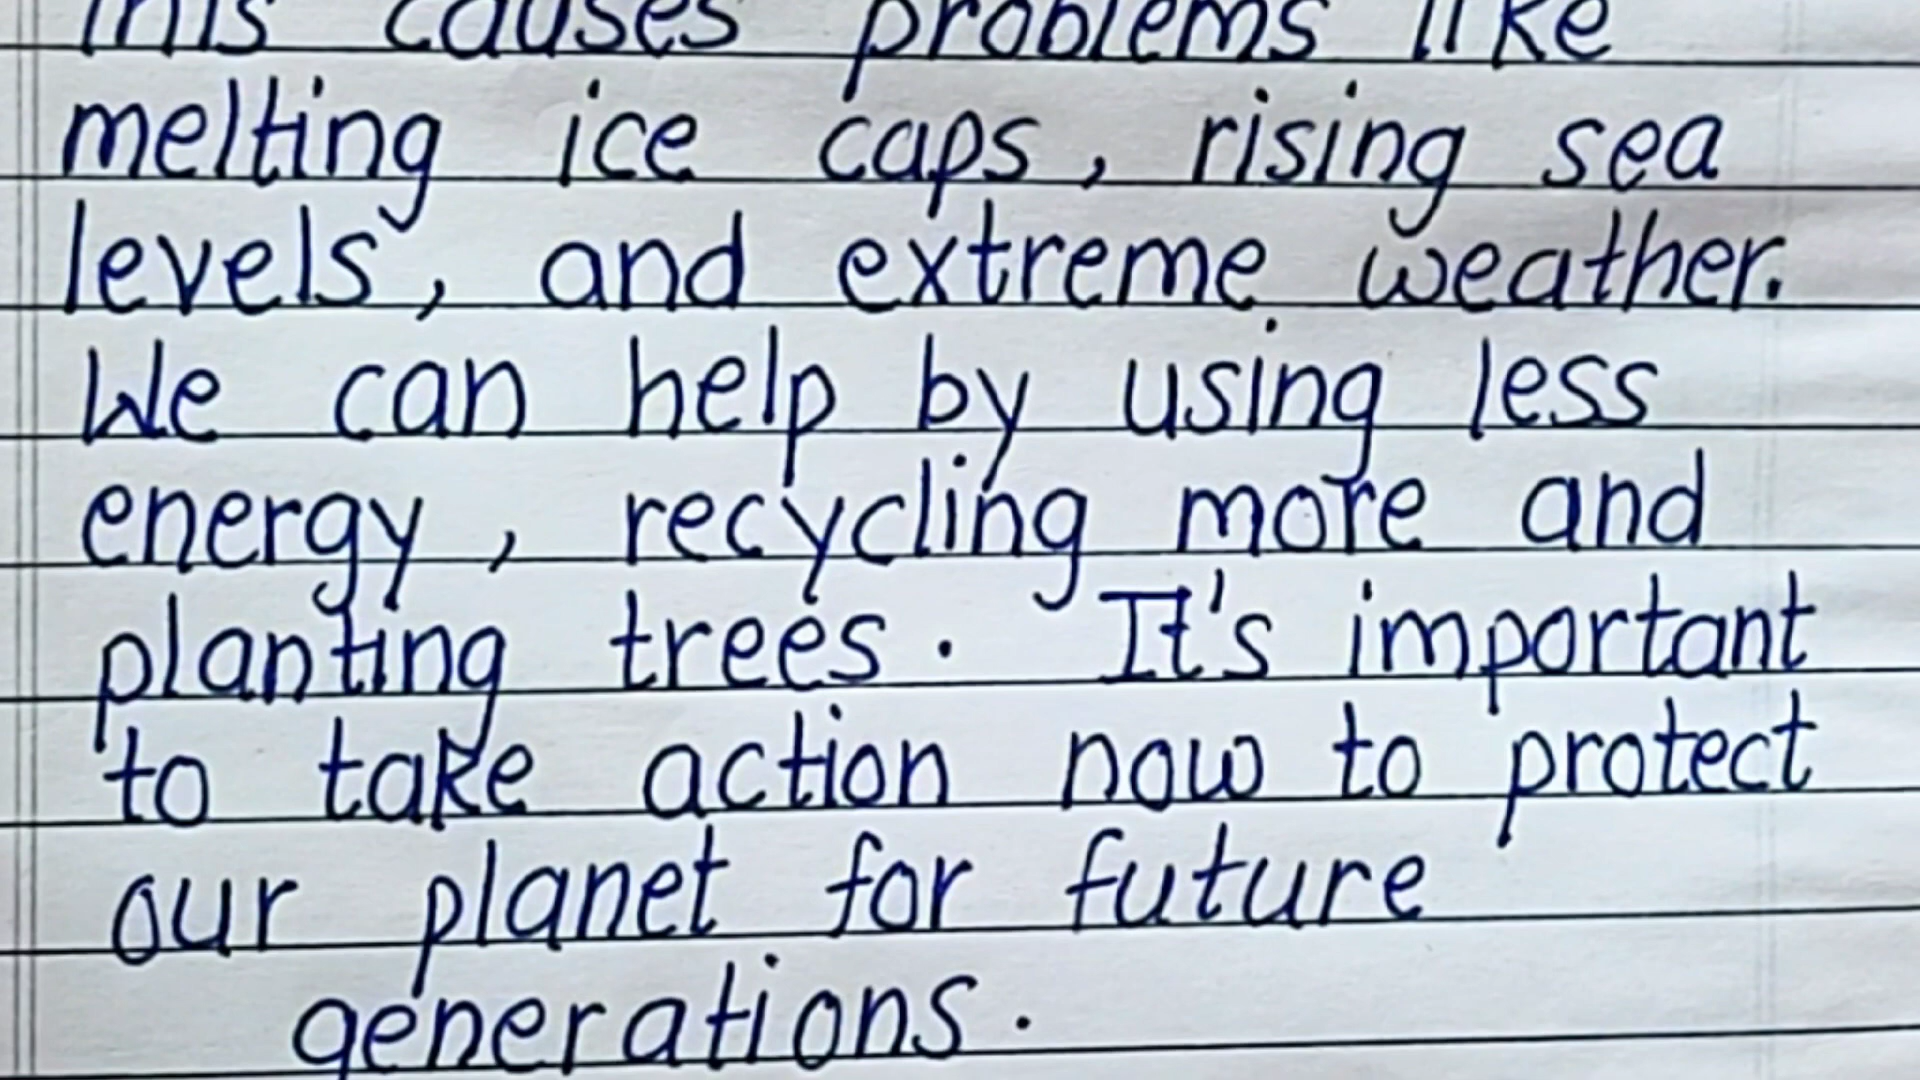 This causes problems like
melting ice caps, rising sea
levels, and extreme weather.
We can help by using less
energy, recycling more and
planting trees. It's important
to take action now to protect
our planet for future
generations.